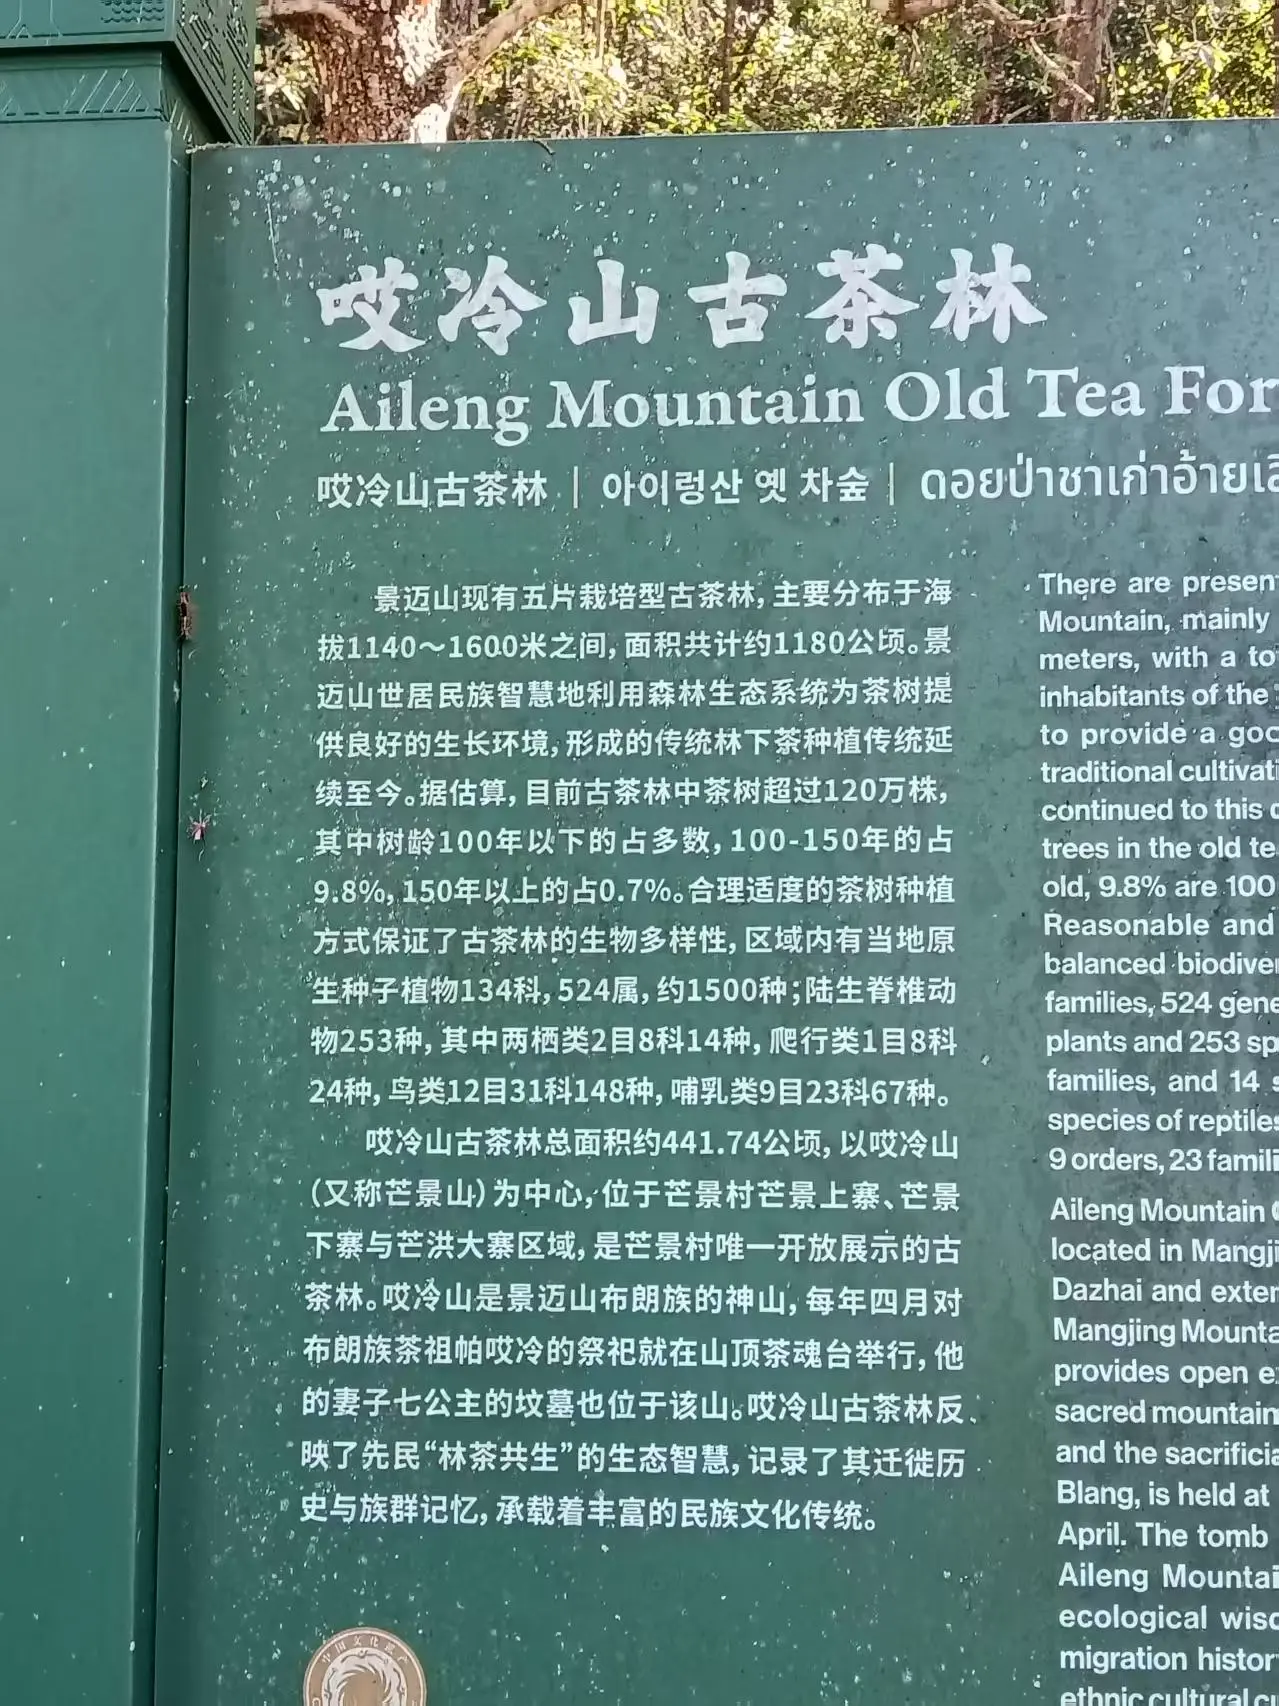 哎冷山古茶林
Aileng Mountain Old Tea For
哎冷山古茶林 | 아이렁산 옛 차숲 | ดอยป่าชาเก่าอ้ายเ
景迈山现有五片栽培型古茶林，主要分布于海
拔1140～1600米之间，面积共计约1180公顷。景
迈山世居民族智慧地利用森林生态系统为茶树提
供良好的生长环境，形成的传统林下茶种植传统延
续至今。据估算，目前古茶林中茶树超过120万株，
其中树龄100年以下的占多数，100-150年的占
9.8%，150年以上的占0.7%。合理适度的茶树种植
方式保证了古茶林的生物多样性，区域内有当地原
生种子植物134科，524属，约1500种；陆生脊椎动
物253种，其中两栖类2目8科14种，爬行类1目8科
24种，鸟类12目31科148种，哺乳类9目23科67种。
哎冷山古茶林总面积约441.74公顷，以哎冷山
（又称芒景山）为中心，位于芒景村芒景上寨、芒景
下寨与芒洪大寨区域，是芒景村唯一开放展示的古
茶林。哎冷山是景迈山布朗族的神山，每年四月对
布朗族茶祖帕哎冷的祭祀就在山顶茶魂台举行，他
的妻子七公主的坟墓也位于该山。哎冷山古茶林反
映了先民“林茶共生”的生态智慧，记录了其迁徙历
史与族群记忆，承载着丰富的民族文化传统。
There are presen
Mountain, mainly
meters, with a to
inhabitants of the
to provide a goo
traditional cultivati
continued to this
trees in the old te
old, 9.8% are 100
Reasonable and
balanced biodiver
families, 524 gene
plants and 253 sp
families, and 14 s
species of reptiles
9 orders, 23 famili
Aileng Mountain
located in Mangji
Dazhai and exter
Mangjing Mounta
provides open e
sacred mountain
and the sacrificia
Blang, is held at
April. The tomb
Aileng Mountai
ecological wisd
migration histor
ethnic cultural
中国文化遗产